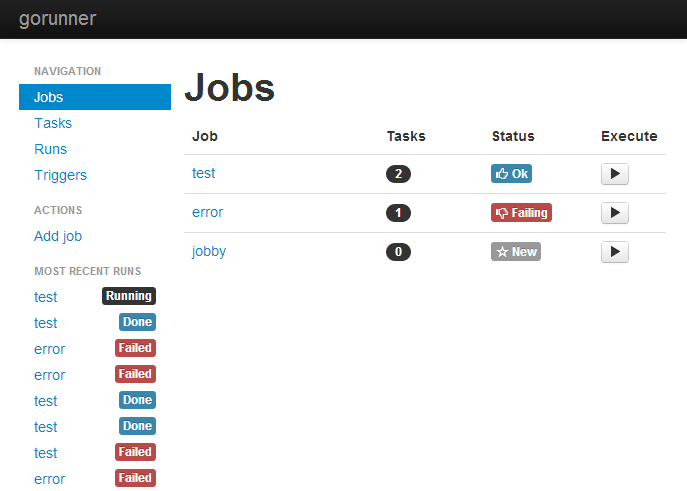 gorunner
NAVIGATION
Jobs
Tasks
Runs
Triggers
ACTIONS
Add job
MOST RECENT RUNS
test Running
test Done
error Failed
error Failed
test Done
test Done
test Failed
error Failed
Jobs
Job Tasks Status Execute
test 2 Ok
error 1 Failing
jobby 0 New